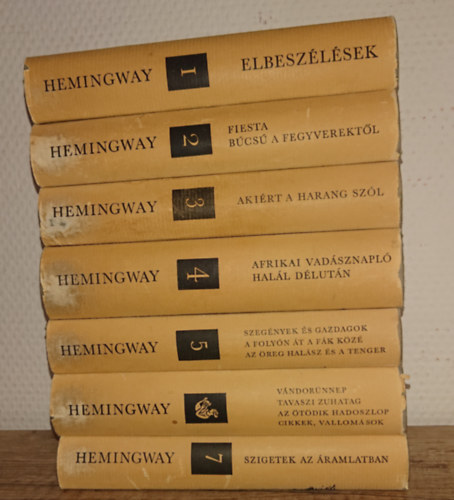 HEMINGWAY 1 ELBESZÉLÉSEK
HEMINGWAY 2 FIESTA
BÚCSÚ A FEGYVEREKTŐL
HEMINGWAY 3 AKIÉRT A HARANG SZÓL
HEMINGWAY 4 AFRIKAI VADÁSZNAPLÓ
HALÁL DÉLUTÁN
HEMINGWAY 5 SZEGÉNYEK ÉS GAZDAGOK
A FOLYÓN ÁT A FÁK KÖZÉ
AZ ÖREG HALÁSZ ÉS A TENGER
HEMINGWAY VÁNDORÜNNEP
TAVASZI ZUHATAG
AZ ÖTÖDIK HADOSZLOP
CIKKEK, VALLOMÁSOK
HEMINGWAY 7 SZIGETEK AZ ÁRAMLATBAN